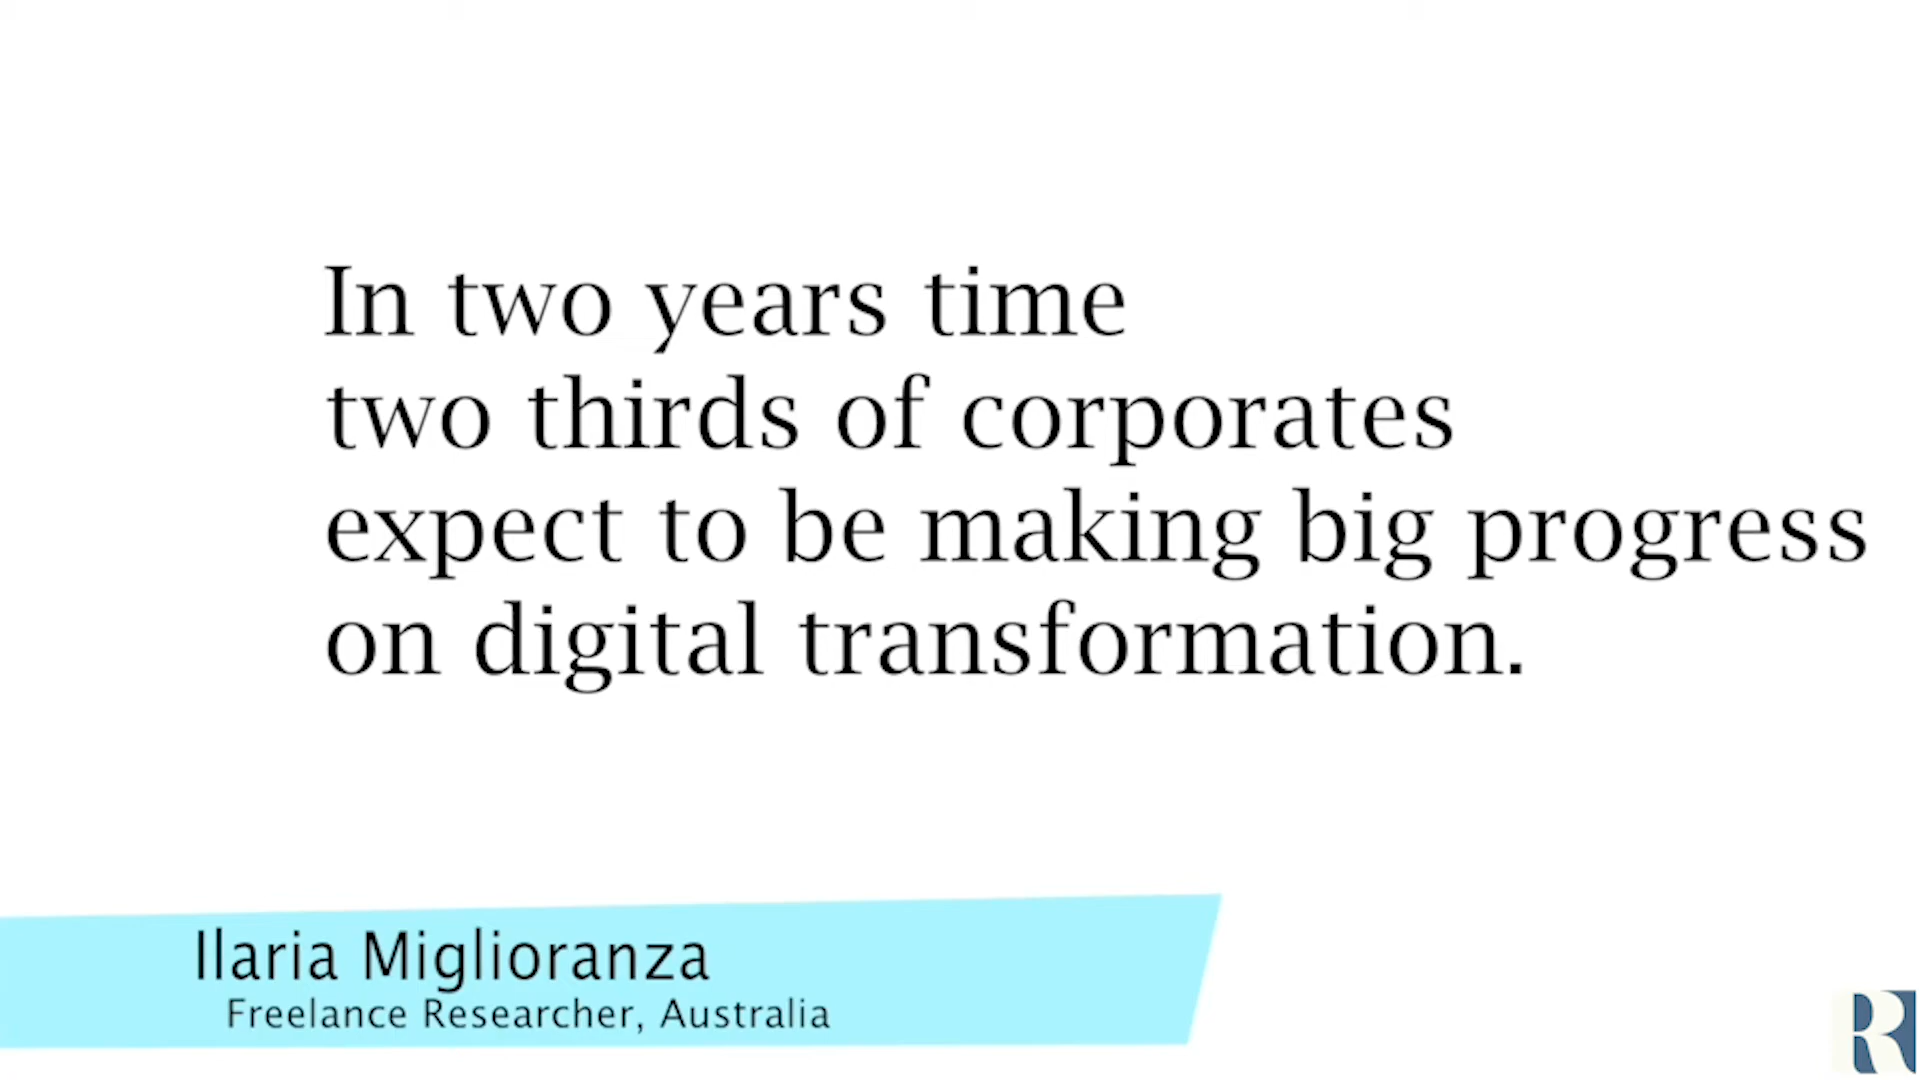 In two years time
two thirds of corporates
expect to be making big progress
on digital transformation.
Ilaria Miglioranza
Freelance Researcher, Australia
R